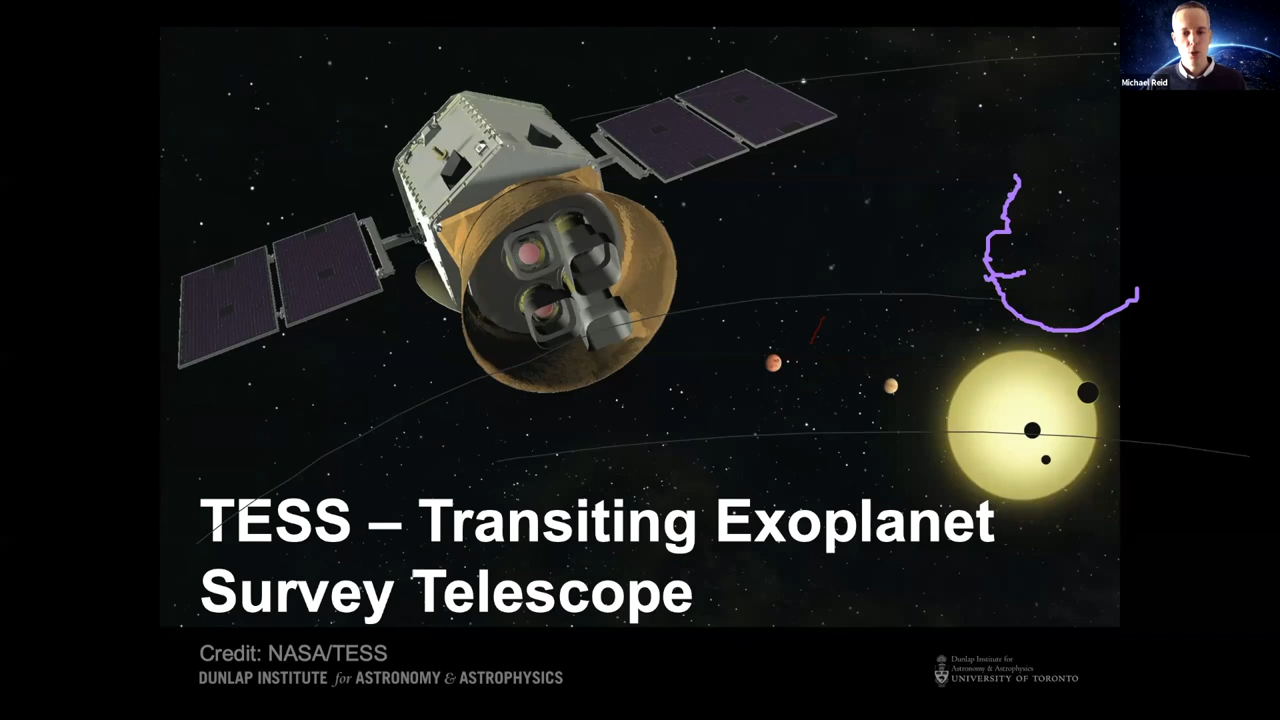 Michael Reid
TESS – Transiting Exoplanet
Survey Telescope
Credit: NASA/TESS
DUNLAP INSTITUTE for ASTRONOMY & ASTROPHYSICS
Dunlap Institute for
Astronomy & Astrophysics
UNIVERSITY OF TORONTO